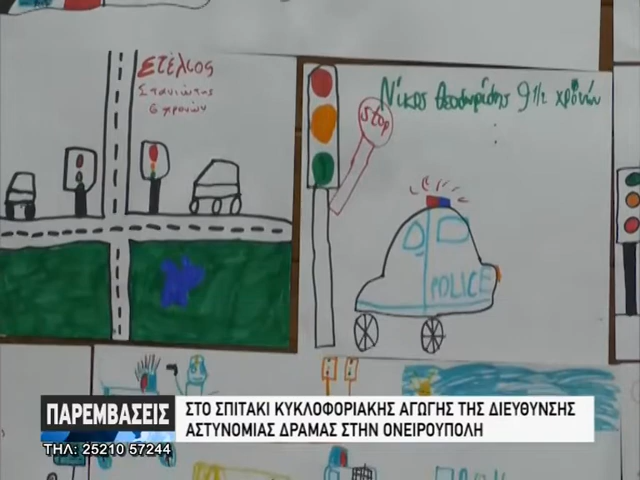 Στέλιος
Σταυιώτης
6 χρονών
Νίκος Θεοδωρίδης 9 1/2 χρονών
STOP
POLICE
ΠΑΡΕΜΒΑΣΕΙΣ
ΣΤΟ ΣΠΙΤΑΚΙ ΚΥΚΛΟΦΟΡΙΑΚΗΣ ΑΓΩΓΗΣ ΤΗΣ ΔΙΕΥΘΥΝΣΗΣ
ΑΣΤΥΝΟΜΙΑΣ ΔΡΑΜΑΣ ΣΤΗΝ ΟΝΕΙΡΟΥΠΟΛΗ
ΤΗΛ: 25210 57244